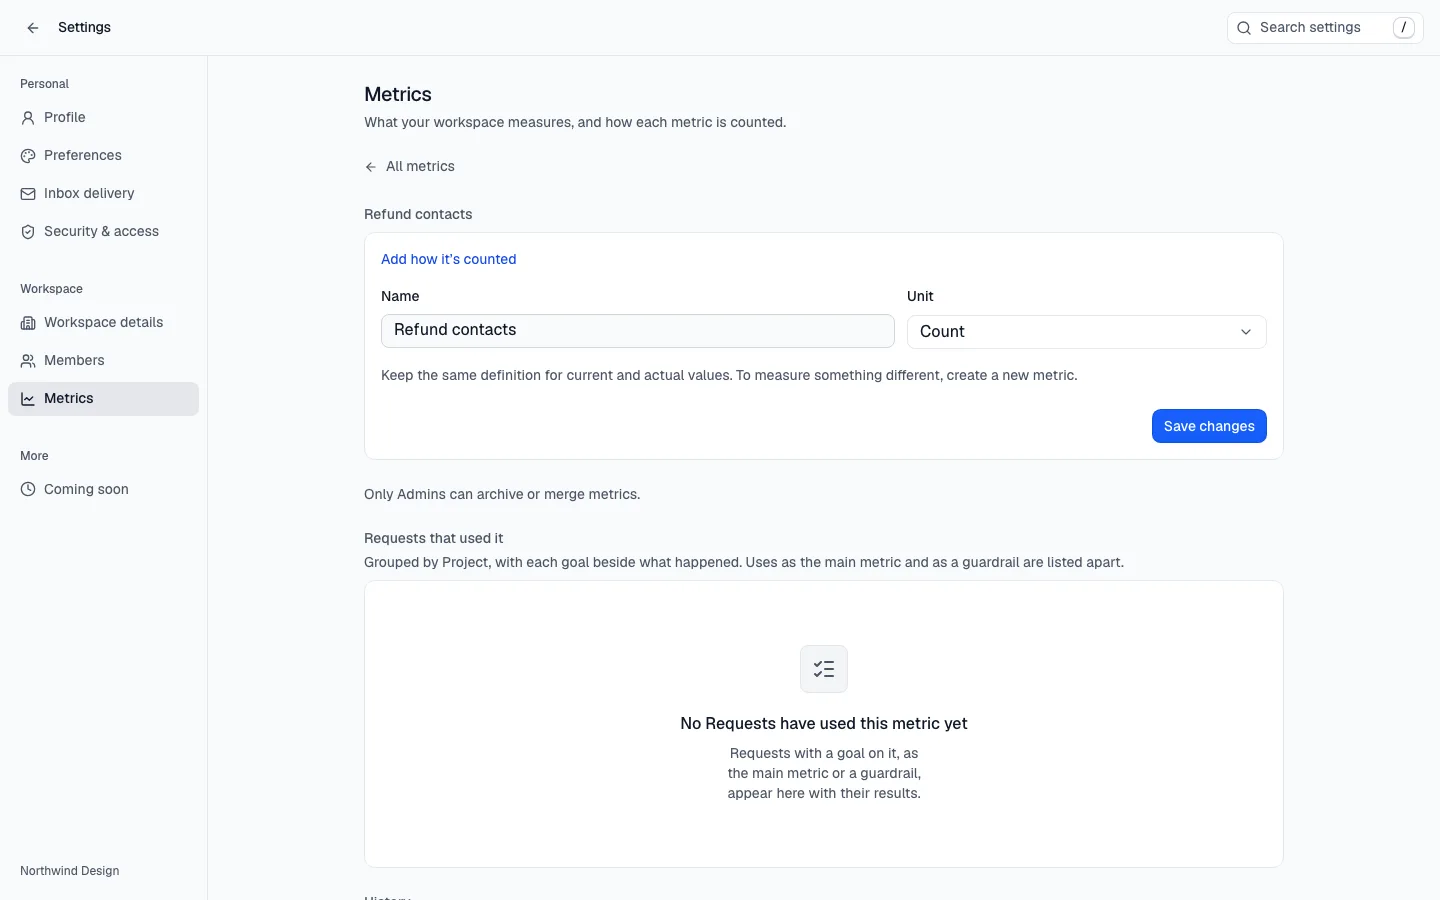 Settings
Search settings
/
Personal
Profile
Preferences
Inbox delivery
Security & access
Workspace
Workspace details
Members
Metrics
More
Coming soon
Northwind Design
Metrics
What your workspace measures, and how each metric is counted.
All metrics
Refund contacts
Add how it's counted
Name
Unit
Refund contacts
Count
Keep the same definition for current and actual values. To measure something different, create a new metric.
Save changes
Only Admins can archive or merge metrics.
Requests that used it
Grouped by Project, with each goal beside what happened. Uses as the main metric and as a guardrail are listed apart.
No Requests have used this metric yet
Requests with a goal on it, as
the main metric or a guardrail,
appear here with their results.